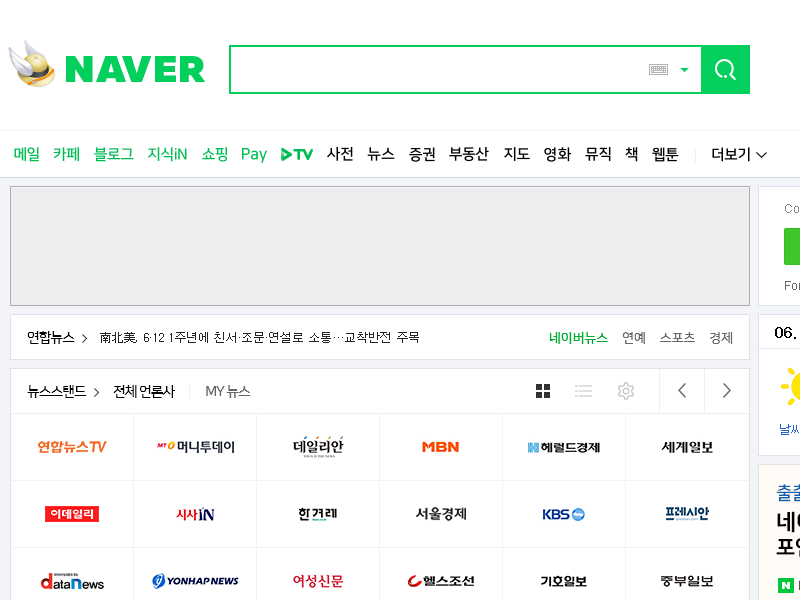 NAVER
메일 카페 블로그 지식iN 쇼핑 Pay TV 사전 뉴스 증권 부동산 지도 영화 뮤직 책 웹툰 더보기
연합뉴스 南北美, 6·12 1주년에 친서·조문·연설로 소통…교착반전 주목 네이버뉴스 연예 스포츠 경제
06.
뉴스스탠드 전체 언론사 MY 뉴스
날씨
연합뉴스TV MT 머니투데이 데일리안 MBN H 헤럴드경제 세계일보
이데일리 시사IN 한겨레 서울경제 KBS 프레시안
dataNews YONHAP NEWS 여성신문 헬스조선 기호일보 중부일보
N